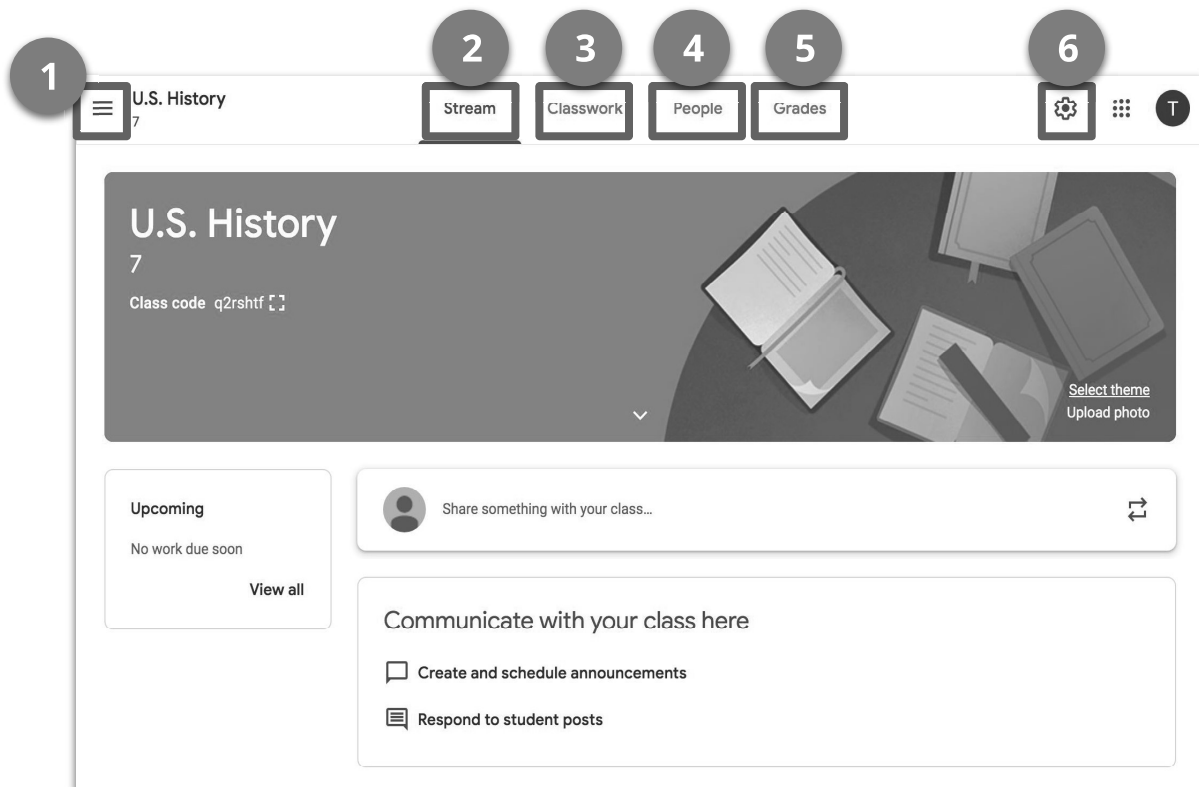 1
2
3
4
5
6
U.S. History
7
Stream
Classwork
People
Grades
T
U.S. History
7
Class code q2rshtf
Select theme
Upload photo
Upcoming
No work due soon
View all
Share something with your class...
Communicate with your class here
Create and schedule announcements
Respond to student posts